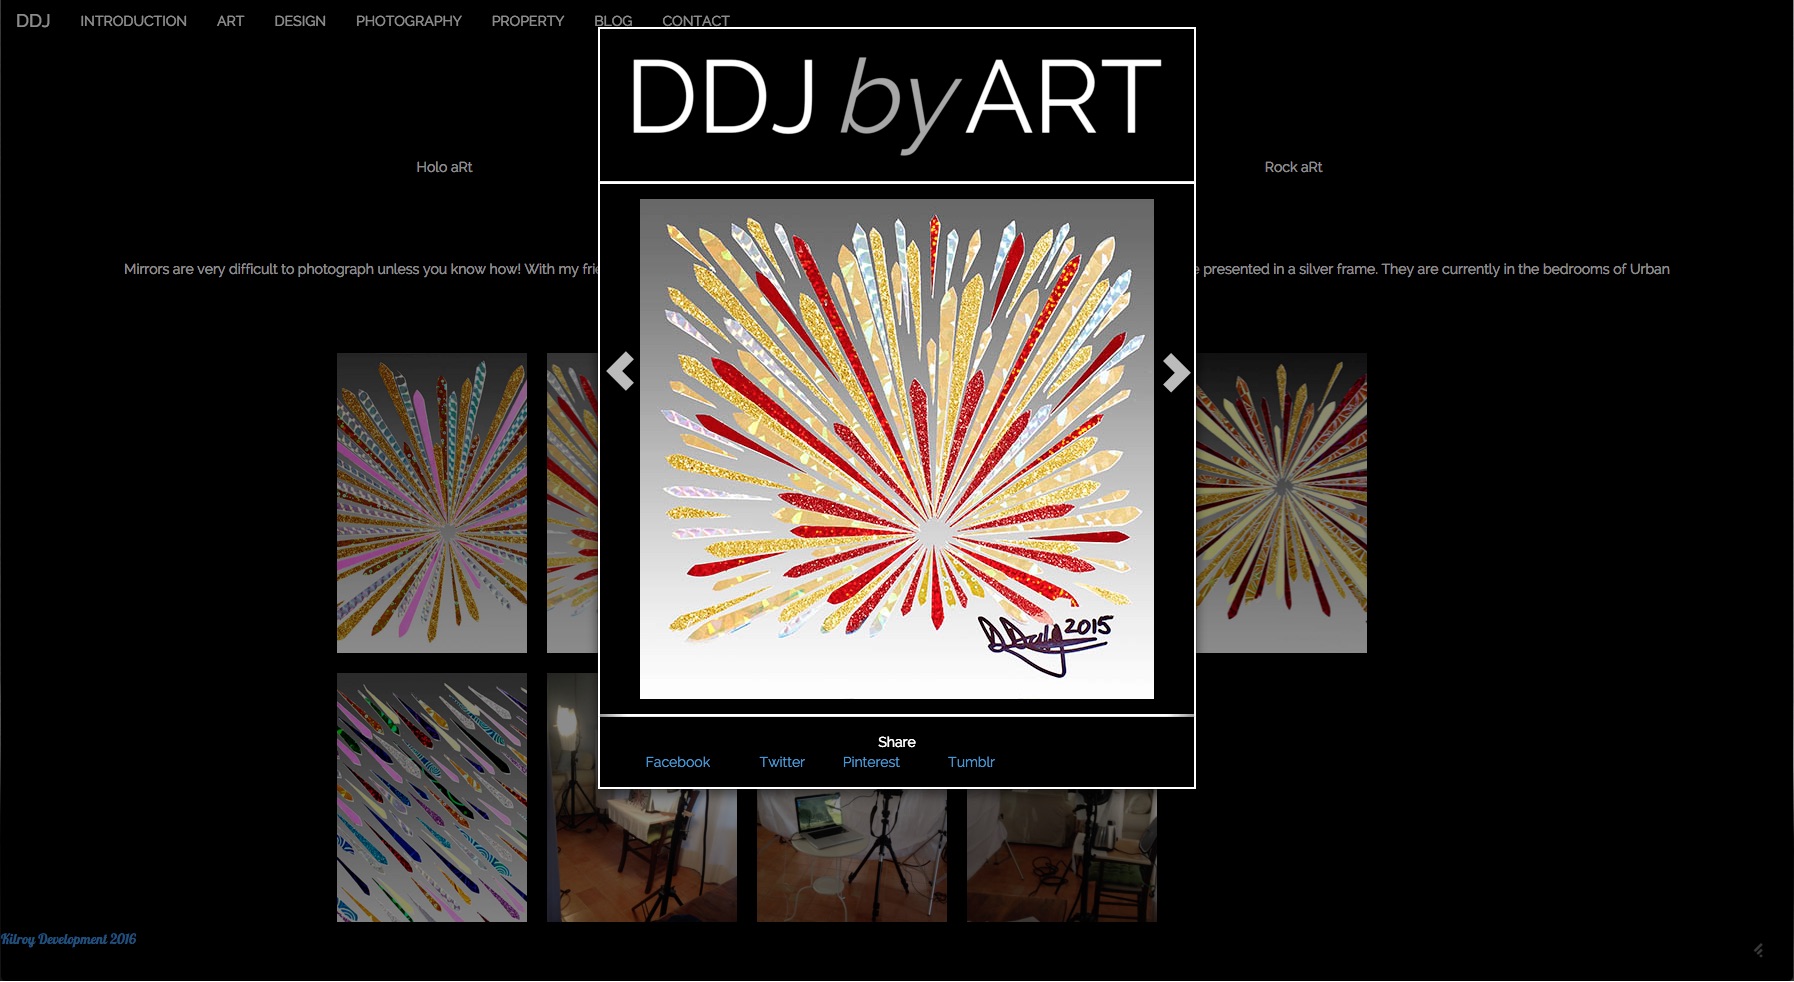 DDJ INTRODUCTION ART DESIGN PHOTOGRAPHY PROPERTY BLOG CONTACT
DDJ by ART
Holo aRt
Rock aRt
Mirrors are very difficult to photograph unless you know how! With my
presented in a silver frame. They are currently in the bedrooms of Urban
2015
Share
Facebook Twitter Pinterest Tumblr
Kilroy Development 2016